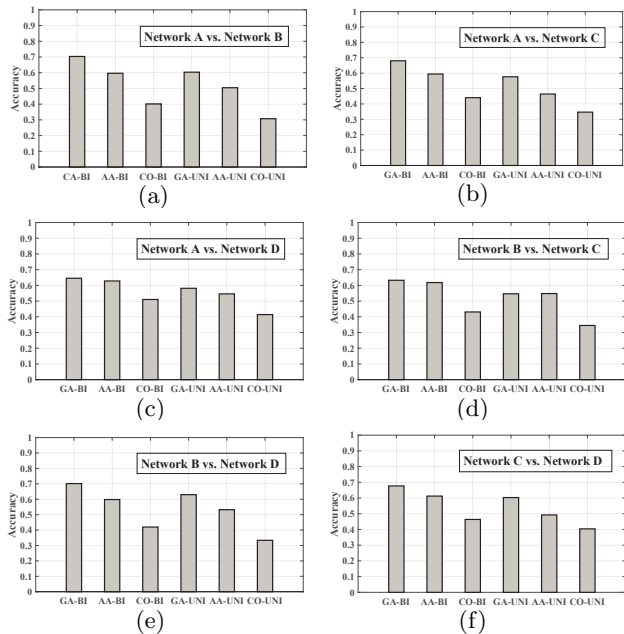 1
0.9
0.8
0.7
0.6
0.5
0.4
0.3
0.2
0.1
0
Accuracy
Network A vs. Network B
CA-BI AA-BI CO-BI GA-UNI AA-UNI CO-UNI
(a)
1
0.9
0.8
0.7
0.6
0.5
0.4
0.3
0.2
0.1
0
Accuracy
Network A vs. Network C
GA-BI AA-BI CO-BI GA-UNI AA-UNI CO-UNI
(b)
1
0.9
0.8
0.7
0.6
0.5
0.4
0.3
0.2
0.1
0
Accuracy
Network A vs. Network D
GA-BI AA-BI CO-BI GA-UNI AA-UNI CO-UNI
(c)
1
0.9
0.8
0.7
0.6
0.5
0.4
0.3
0.2
0.1
0
Accuracy
Network B vs. Network C
GA-BI AA-BI CO-BI GA-UNI AA-UNI CO-UNI
(d)
1
0.9
0.8
0.7
0.6
0.5
0.4
0.3
0.2
0.1
0
Accuracy
Network B vs. Network D
GA-BI AA-BI CO-BI GA-UNI AA-UNI CO-UNI
(e)
1
0.9
0.8
0.7
0.6
0.5
0.4
0.3
0.2
0.1
0
Accuracy
Network C vs. Network D
GA-BI AA-BI CO-BI GA-UNI AA-UNI CO-UNI
(f)